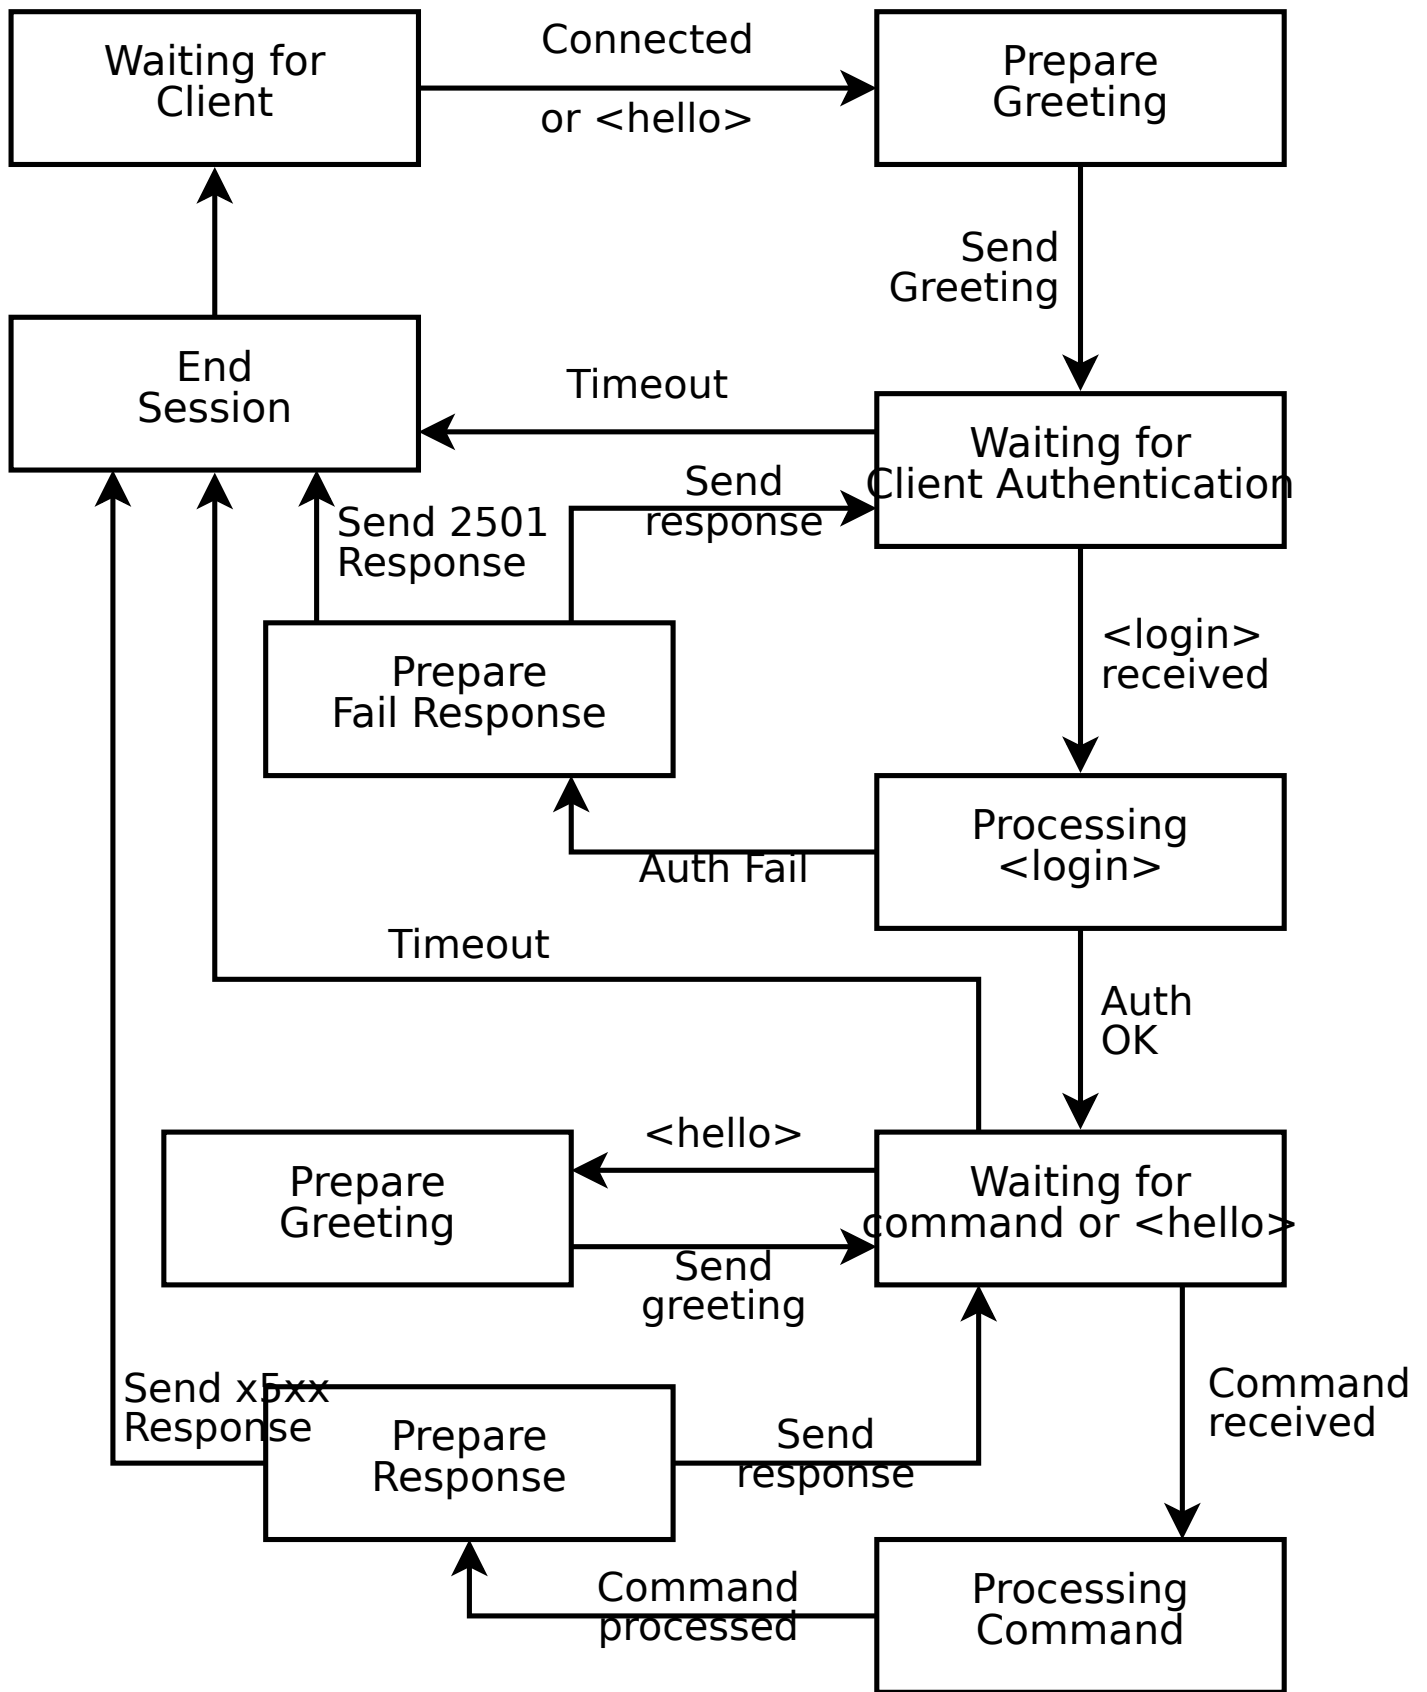 Waiting for
Client
Connected
or <hello>
Prepare
Greeting
Send
Greeting
End
Session
Timeout
Waiting for
Client Authentication
Send
response
Send 2501
Response
<login>
received
Prepare
Fail Response
Processing
<login>
Auth Fail
Timeout
Auth
OK
<hello>
Prepare
Greeting
Waiting for
command or <hello>
Send
greeting
Send x5xx
Response
Prepare
Response
Send
response
Command
received
Command
processed
Processing
Command